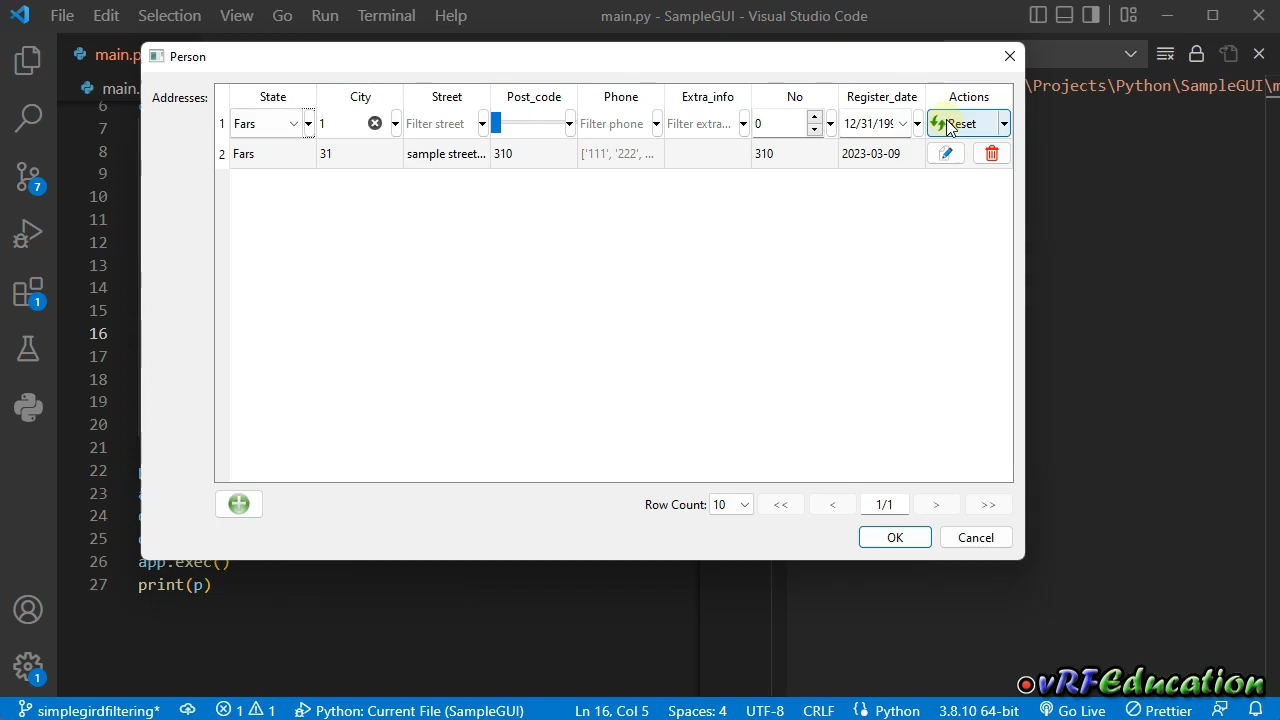 File Edit Selection View Go Run Terminal Help main.py - SampleGUI - Visual Studio Code
main.p
Person
main.
\Projects\Python\SampleGUI\m
Addresses:
State City Street Post_code Phone Extra_info No Register_date Actions
1 Fars 1 Filter street Filter phone Filter extra... 0 12/31/199 Reset
2 Fars 31 sample street... 310 ['111', '222', ... 310 2023-03-09
6
7
8
9
10
11
12
13
14
15
16
17
18
19
20
21
22
23
24
25
26 app.exec()
27 print(p)
Row Count: 10 << < 1/1 > >>
OK Cancel
7
1
1
vRFEducation
simplegirdfiltering* 1 1 Python: Current File (SampleGUI) Ln 16, Col 5 Spaces: 4 UTF-8 CRLF Python 3.8.10 64-bit Go Live Prettier